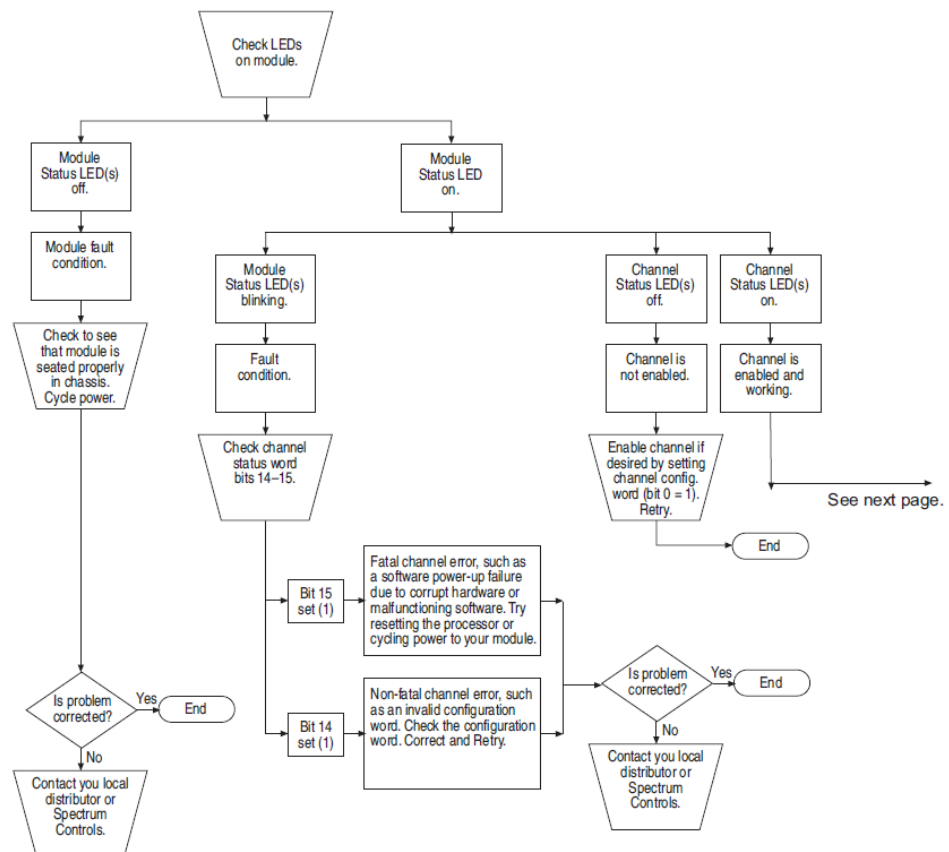 Check LEDs
on module.
Module
Status LED(s)
off.
Module
Status LED
on.
Module fault
condition.
Module
Status LED(s)
blinking.
Channel
Status LED(s)
off.
Channel
Status LED(s)
on.
Check to see
that module is
seated properly
in chassis.
Cycle power.
Fault
condition.
Channel is
not enabled.
Channel is
enabled and
working.
Check channel
status word
bits 14–15.
Enable channel if
desired by setting
channel config.
word (bit 0 = 1).
Retry.
See next page.
End
Bit 15
set (1)
Fatal channel error, such as
a software power-up failure
due to corrupt hardware or
malfunctioning software. Try
resetting the processor or
cycling power to your module.
Is problem
corrected?
Yes
End
No
Contact you local
distributor or
Spectrum
Controls.
Bit 14
set (1)
Non-fatal channel error, such
as an invalid configuration
word. Check the configuration
word. Correct and Retry.
Is problem
corrected?
Yes
End
No
Contact you local
distributor or
Spectrum
Controls.